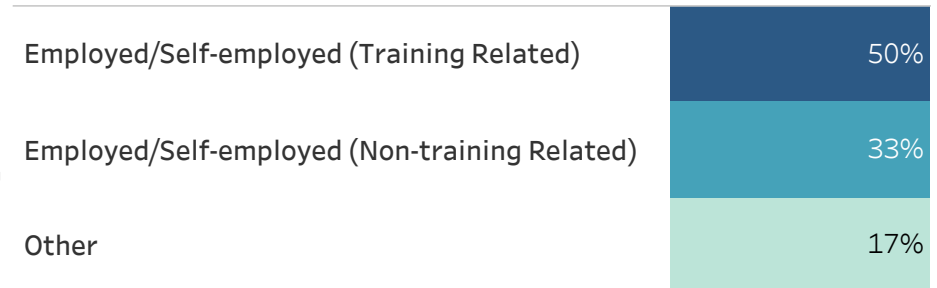 Employed/Self-employed (Training Related) 50%
Employed/Self-employed (Non-training Related) 33%
Other 17%